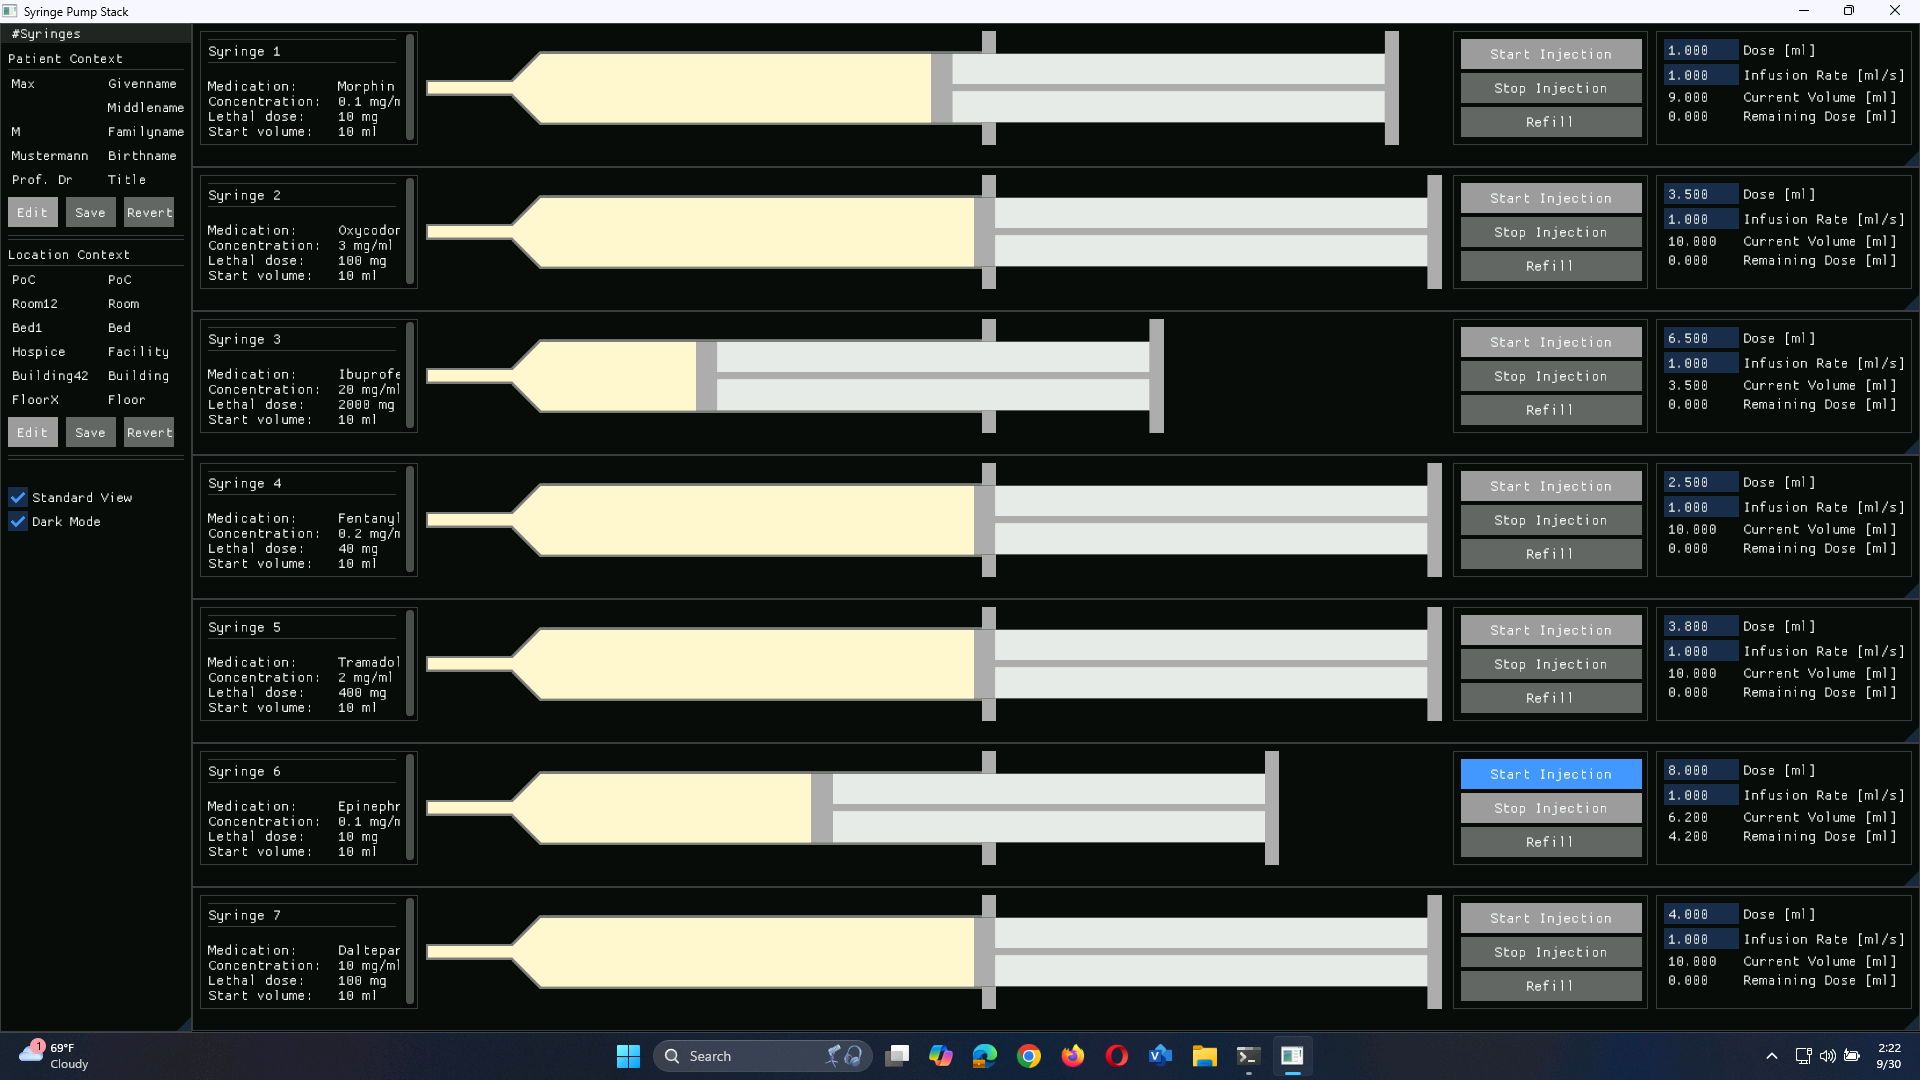 Syringe Pump Stack
#Syringes
Patient Context
Max Givenname
Middlename
M Familyname
Mustermann Birthname
Prof. Dr Title
Edit Save Revert
Location Context
PoC PoC
Room12 Room
Bed1 Bed
Hospice Facility
Building42 Building
FloorX Floor
Edit Save Revert
Standard View
Dark Mode
Syringe 1
Medication: Morphin
Concentration: 0.1 mg/m
Lethal dose: 10 mg
Start volume: 10 ml
Start Injection
Stop Injection
Refill
1.000 Dose [ml]
1.000 Infusion Rate [ml/s]
9.000 Current Volume [ml]
0.000 Remaining Dose [ml]
Syringe 2
Medication: Oxycodon
Concentration: 3 mg/ml
Lethal dose: 100 mg
Start volume: 10 ml
Start Injection
Stop Injection
Refill
3.500 Dose [ml]
1.000 Infusion Rate [ml/s]
10.000 Current Volume [ml]
0.000 Remaining Dose [ml]
Syringe 3
Medication: Ibuprofe
Concentration: 20 mg/ml
Lethal dose: 2000 mg
Start volume: 10 ml
Start Injection
Stop Injection
Refill
6.500 Dose [ml]
1.000 Infusion Rate [ml/s]
3.500 Current Volume [ml]
0.000 Remaining Dose [ml]
Syringe 4
Medication: Fentanyl
Concentration: 0.2 mg/m
Lethal dose: 40 mg
Start volume: 10 ml
Start Injection
Stop Injection
Refill
2.500 Dose [ml]
1.000 Infusion Rate [ml/s]
10.000 Current Volume [ml]
0.000 Remaining Dose [ml]
Syringe 5
Medication: Tramadol
Concentration: 2 mg/ml
Lethal dose: 400 mg
Start volume: 10 ml
Start Injection
Stop Injection
Refill
3.800 Dose [ml]
1.000 Infusion Rate [ml/s]
10.000 Current Volume [ml]
0.000 Remaining Dose [ml]
Syringe 6
Medication: Epinephr
Concentration: 0.1 mg/m
Lethal dose: 10 mg
Start volume: 10 ml
Start Injection
Stop Injection
Refill
8.000 Dose [ml]
1.000 Infusion Rate [ml/s]
6.200 Current Volume [ml]
4.200 Remaining Dose [ml]
Syringe 7
Medication: Daltepar
Concentration: 10 mg/ml
Lethal dose: 100 mg
Start volume: 10 ml
Start Injection
Stop Injection
Refill
4.000 Dose [ml]
1.000 Infusion Rate [ml/s]
10.000 Current Volume [ml]
0.000 Remaining Dose [ml]
1
69°F
Cloudy
Search
2:22
9/30